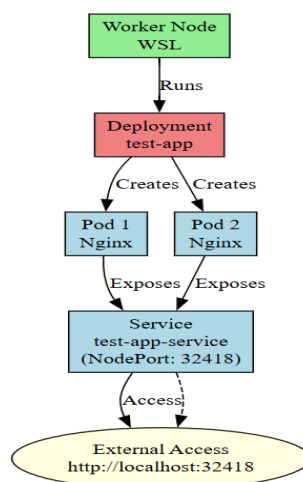 Worker Node
WSL
Runs
Deployment
test-app
Creates Creates
Pod 1
Nginx
Pod 2
Nginx
Exposes Exposes
Service
test-app-service
(NodePort: 32418)
Access
External Access
http://localhost:32418